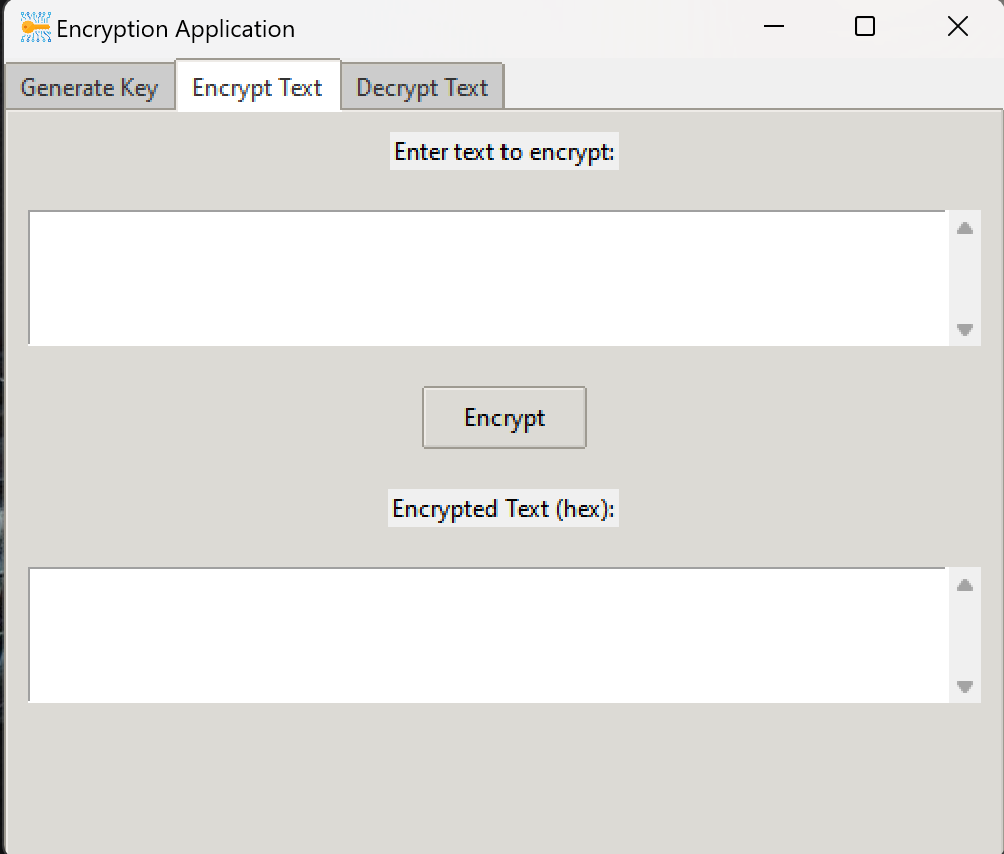 Encryption Application
Generate Key Encrypt Text Decrypt Text
Enter text to encrypt:
Encrypt
Encrypted Text (hex):